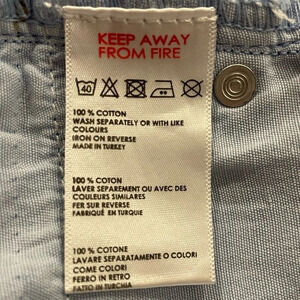 KEEP AWAY
FROM FIRE
40
100 % COTTON
WASH SEPARATELY OR WITH LIKE
COLOURS
IRON ON REVERSE
MADE IN TURKEY
100 % COTON
LAVER SEPAREMENT OU AVEC DES
COULEURS SIMILARES
FER SUR REVERSE
FABRIQUÉ EN TURQUIE
100 % COTONE
LAVARE SEPARATAMENTE O COLORI
COME COLORI
FERRO IN RETRO
FATTO IN TURCHIA